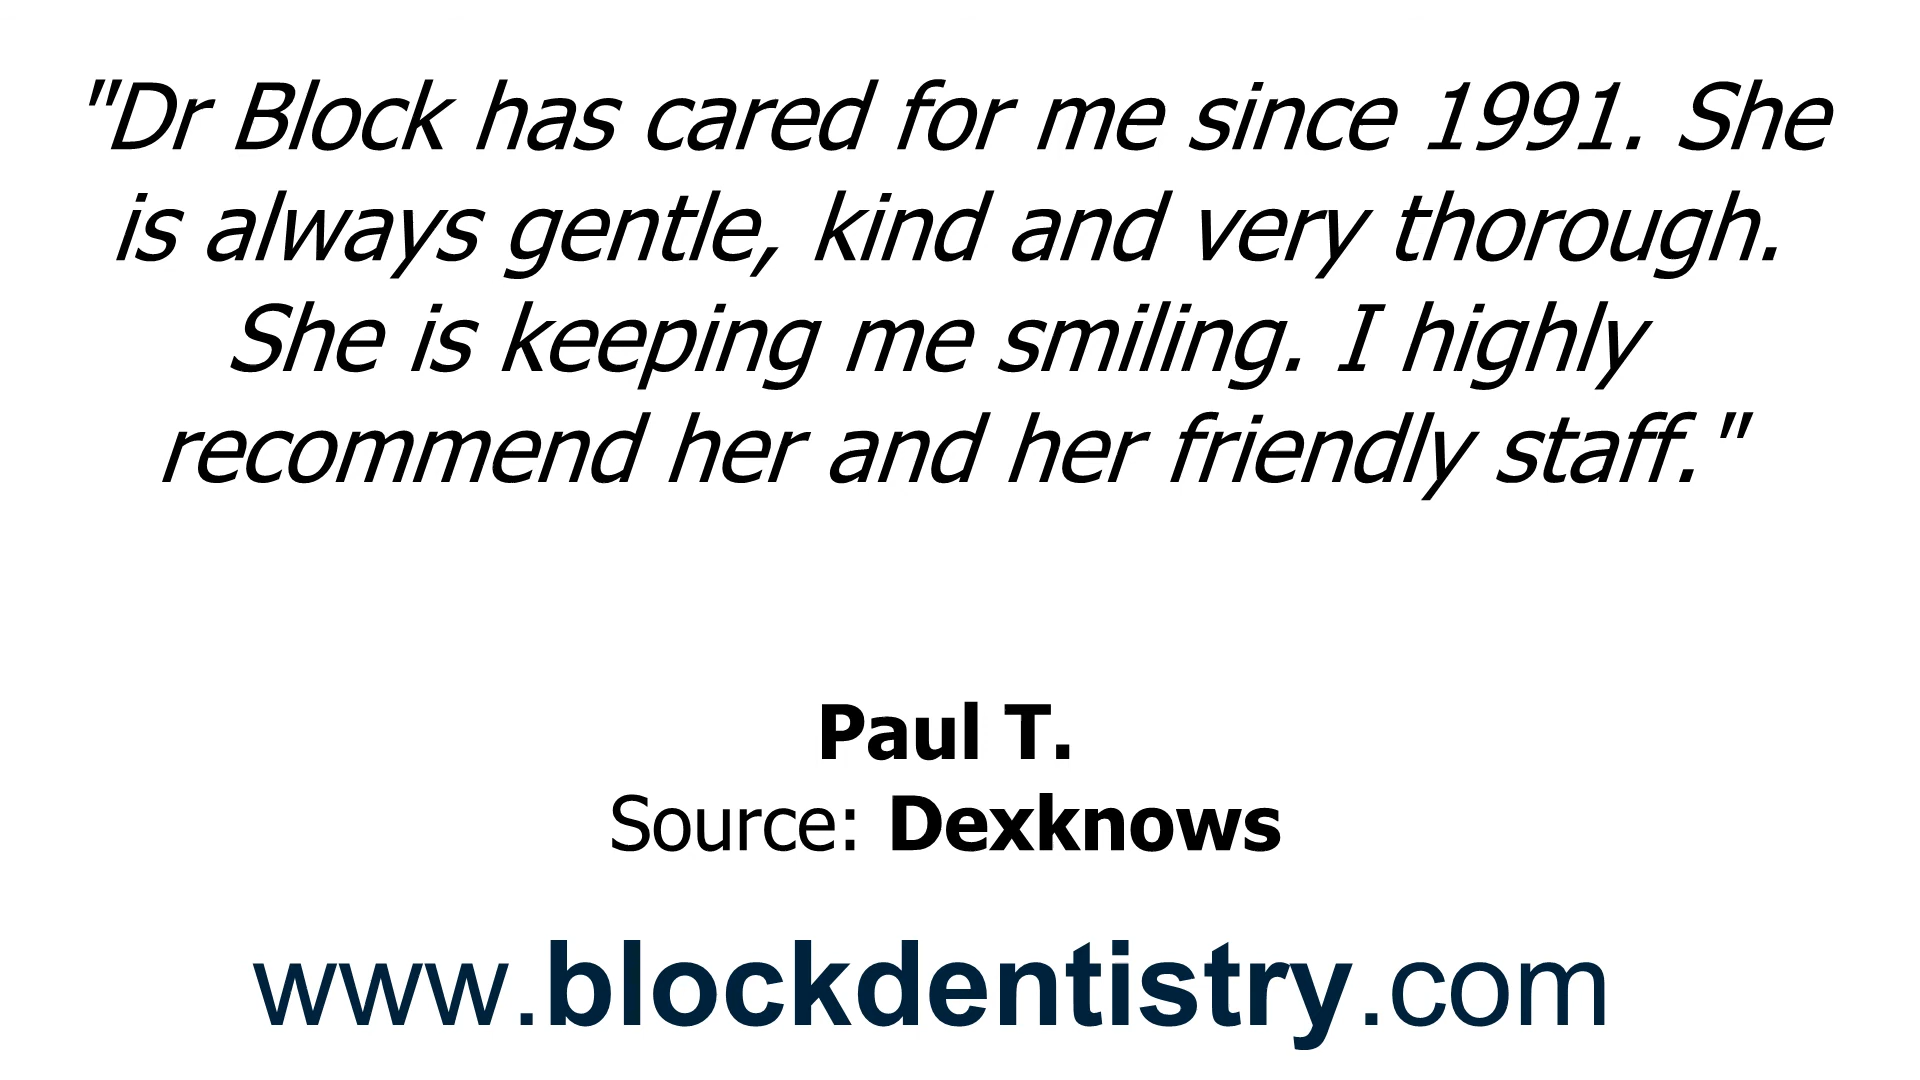 "Dr Block has cared for me since 1991. She
is always gentle, kind and very thorough.
She is keeping me smiling. I highly
recommend her and her friendly staff."
Paul T.
Source: Dexknows
www.blockdentistry.com